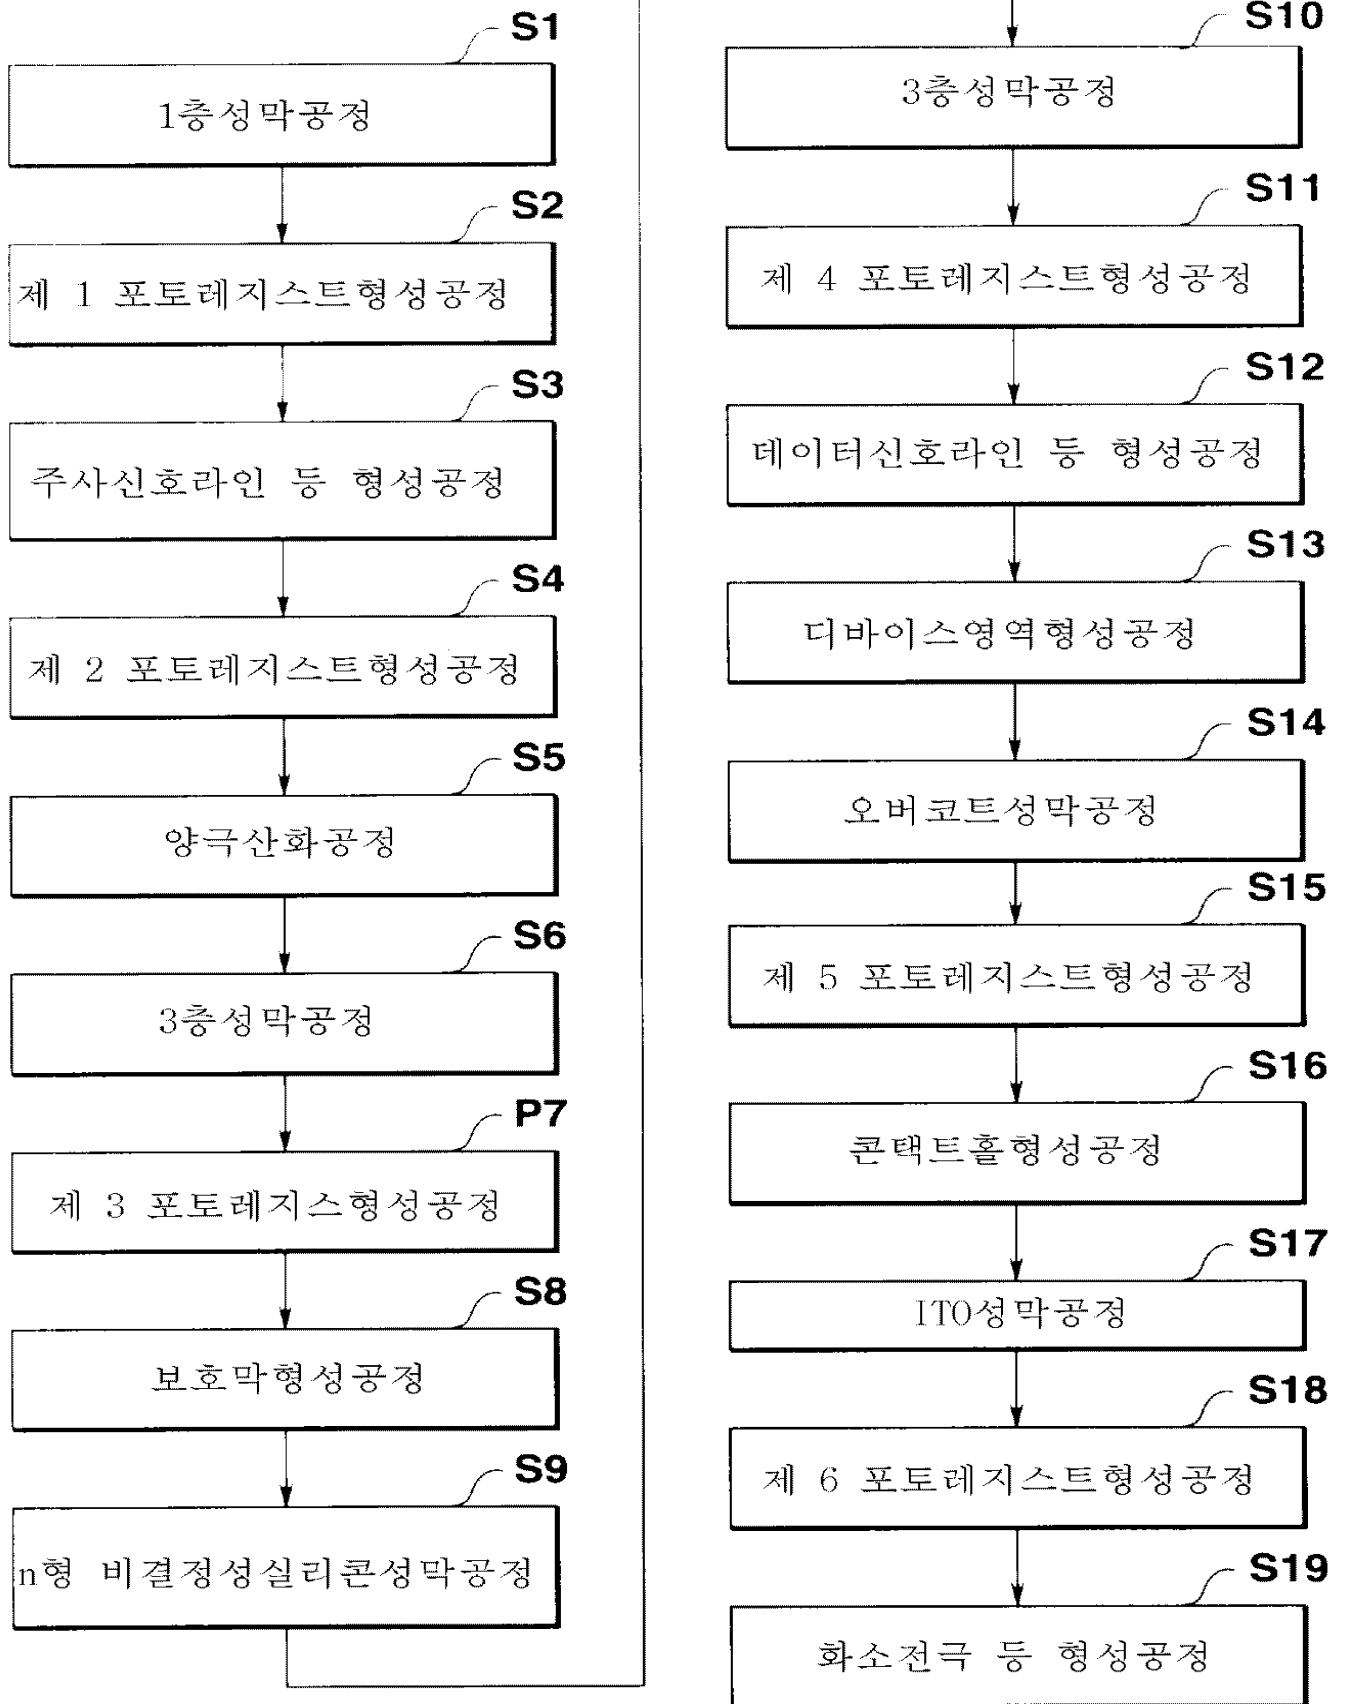 S1
1층성막공정
S2
제 1 포토레지스트형성공정
S3
주사신호라인 등 형성공정
S4
제 2 포토레지스트형성공정
S5
양극산화공정
S6
3층성막공정
P7
제 3 포토레지스형성공정
S8
보호막형성공정
S9
n형 비결정성실리콘성막공정
S10
3층성막공정
S11
제 4 포토레지스트형성공정
S12
데이터신호라인 등 형성공정
S13
디바이스영역형성공정
S14
오버코트성막공정
S15
제 5 포토레지스트형성공정
S16
콘택트홀형성공정
S17
ITO성막공정
S18
제 6 포토레지스트형성공정
S19
화소전극 등 형성공정